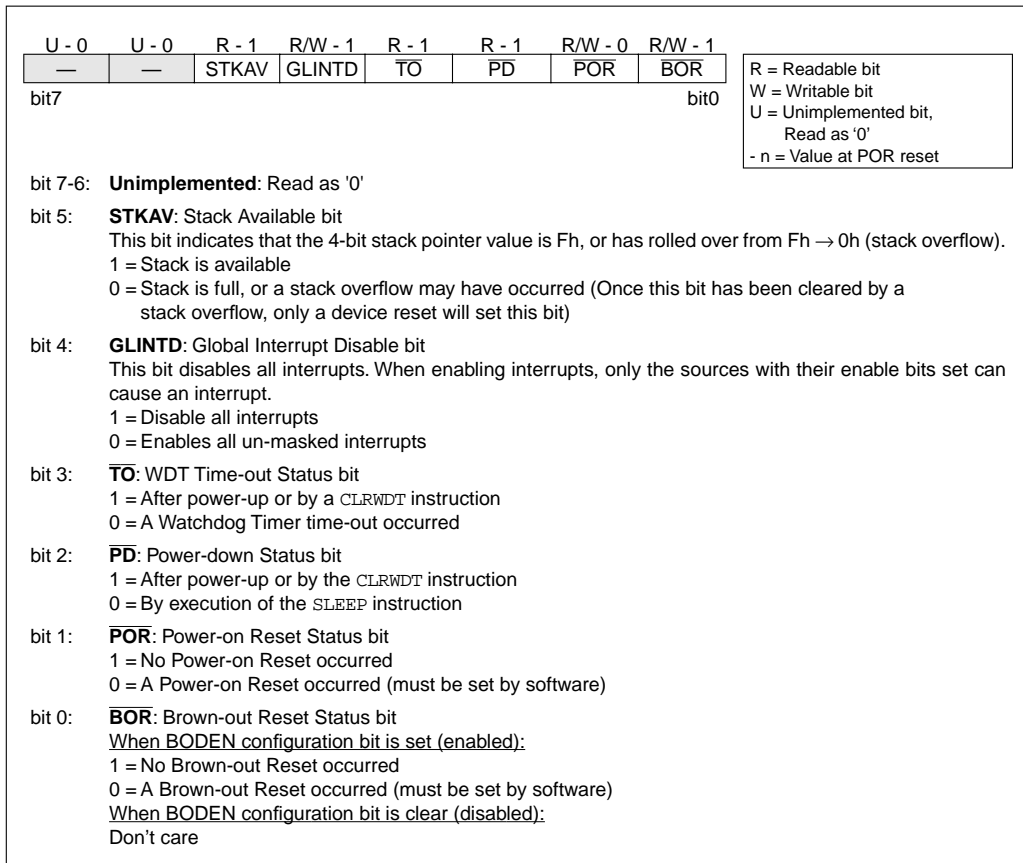 U - 0 U - 0 R - 1 R/W - 1 R - 1 R - 1 R/W - 0 R/W - 1
— — STKAV GLINTD TO PD POR BOR
bit7 bit0
R = Readable bit
W = Writable bit
U = Unimplemented bit,
Read as ‘0’
- n = Value at POR reset
bit 7-6: Unimplemented: Read as '0'
bit 5: STKAV: Stack Available bit
This bit indicates that the 4-bit stack pointer value is Fh, or has rolled over from Fh → 0h (stack overflow).
1 = Stack is available
0 = Stack is full, or a stack overflow may have occurred (Once this bit has been cleared by a
stack overflow, only a device reset will set this bit)
bit 4: GLINTD: Global Interrupt Disable bit
This bit disables all interrupts. When enabling interrupts, only the sources with their enable bits set can
cause an interrupt.
1 = Disable all interrupts
0 = Enables all un-masked interrupts
bit 3: TO: WDT Time-out Status bit
1 = After power-up or by a CLRWDT instruction
0 = A Watchdog Timer time-out occurred
bit 2: PD: Power-down Status bit
1 = After power-up or by the CLRWDT instruction
0 = By execution of the SLEEP instruction
bit 1: POR: Power-on Reset Status bit
1 = No Power-on Reset occurred
0 = A Power-on Reset occurred (must be set by software)
bit 0: BOR: Brown-out Reset Status bit
When BODEN configuration bit is set (enabled):
1 = No Brown-out Reset occurred
0 = A Brown-out Reset occurred (must be set by software)
When BODEN configuration bit is clear (disabled):
Don’t care